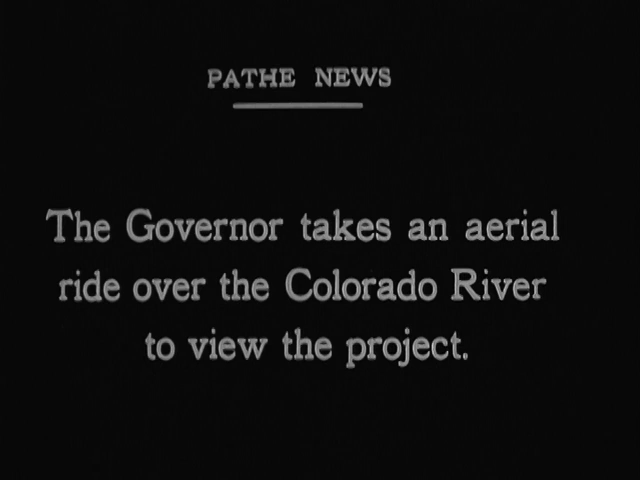 PATHE NEWS
The Governor takes an aerial
ride over the Colorado River
to view the project.